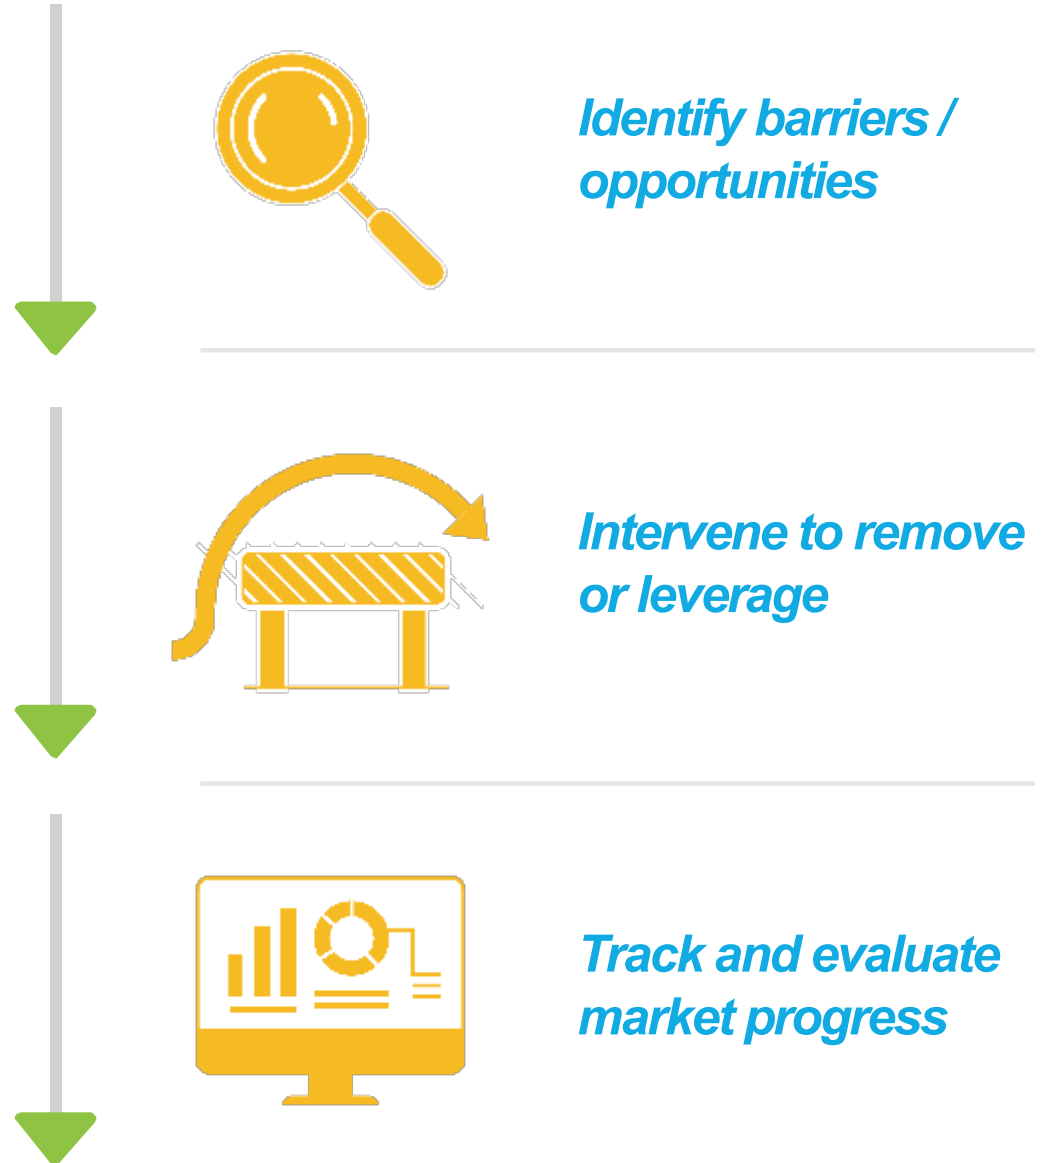 Identify barriers /
opportunities
Intervene to remove
or leverage
Track and evaluate
market progress